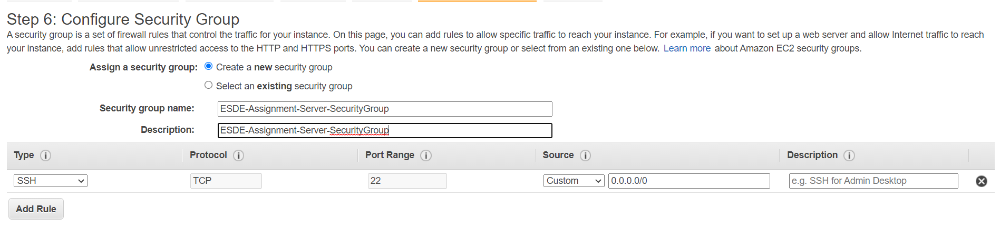 Step 6: Configure Security Group
A security group is a set of firewall rules that control the traffic for your instance. On this page, you can add rules to allow specific traffic to reach your instance. For example, if you want to set up a web server and allow Internet traffic to reach
your instance, add rules that allow unrestricted access to the HTTP and HTTPS ports. You can create a new security group or select from an existing one below. Learn more about Amazon EC2 security groups.
Assign a security group: Create a new security group
Select an existing security group
Security group name: ESDE-Assignment-Server-SecurityGroup
Description: ESDE-Assignment-Server-SecurityGroup
Type i Protocol i Port Range i Source i Description i
SSH TCP 22 Custom 0.0.0.0/0 e.g. SSH for Admin Desktop
Add Rule